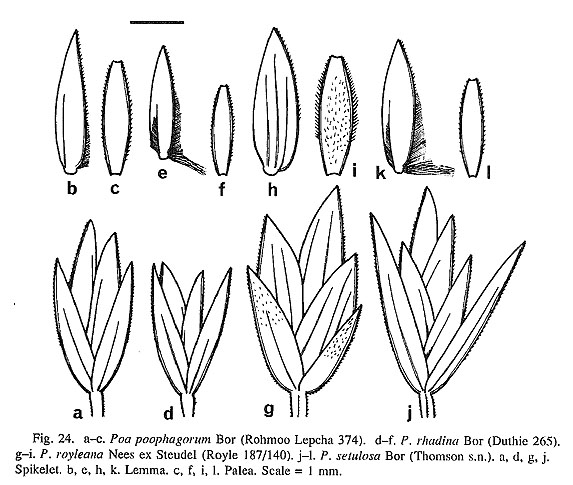 b c e f h i k l
a d g j
Fig. 24. a–c. Poa poophagorum Bor (Rohmoo Lepcha 374). d–f. P. rhadina Bor (Duthie 265).
g–i. P. royleana Nees ex Steudel (Royle 187/140). j–l. P. setulosa Bor (Thomson s.n.). a, d, g, j.
Spikelet. b, e, h, k. Lemma. c, f, i, l. Palea. Scale = 1 mm.